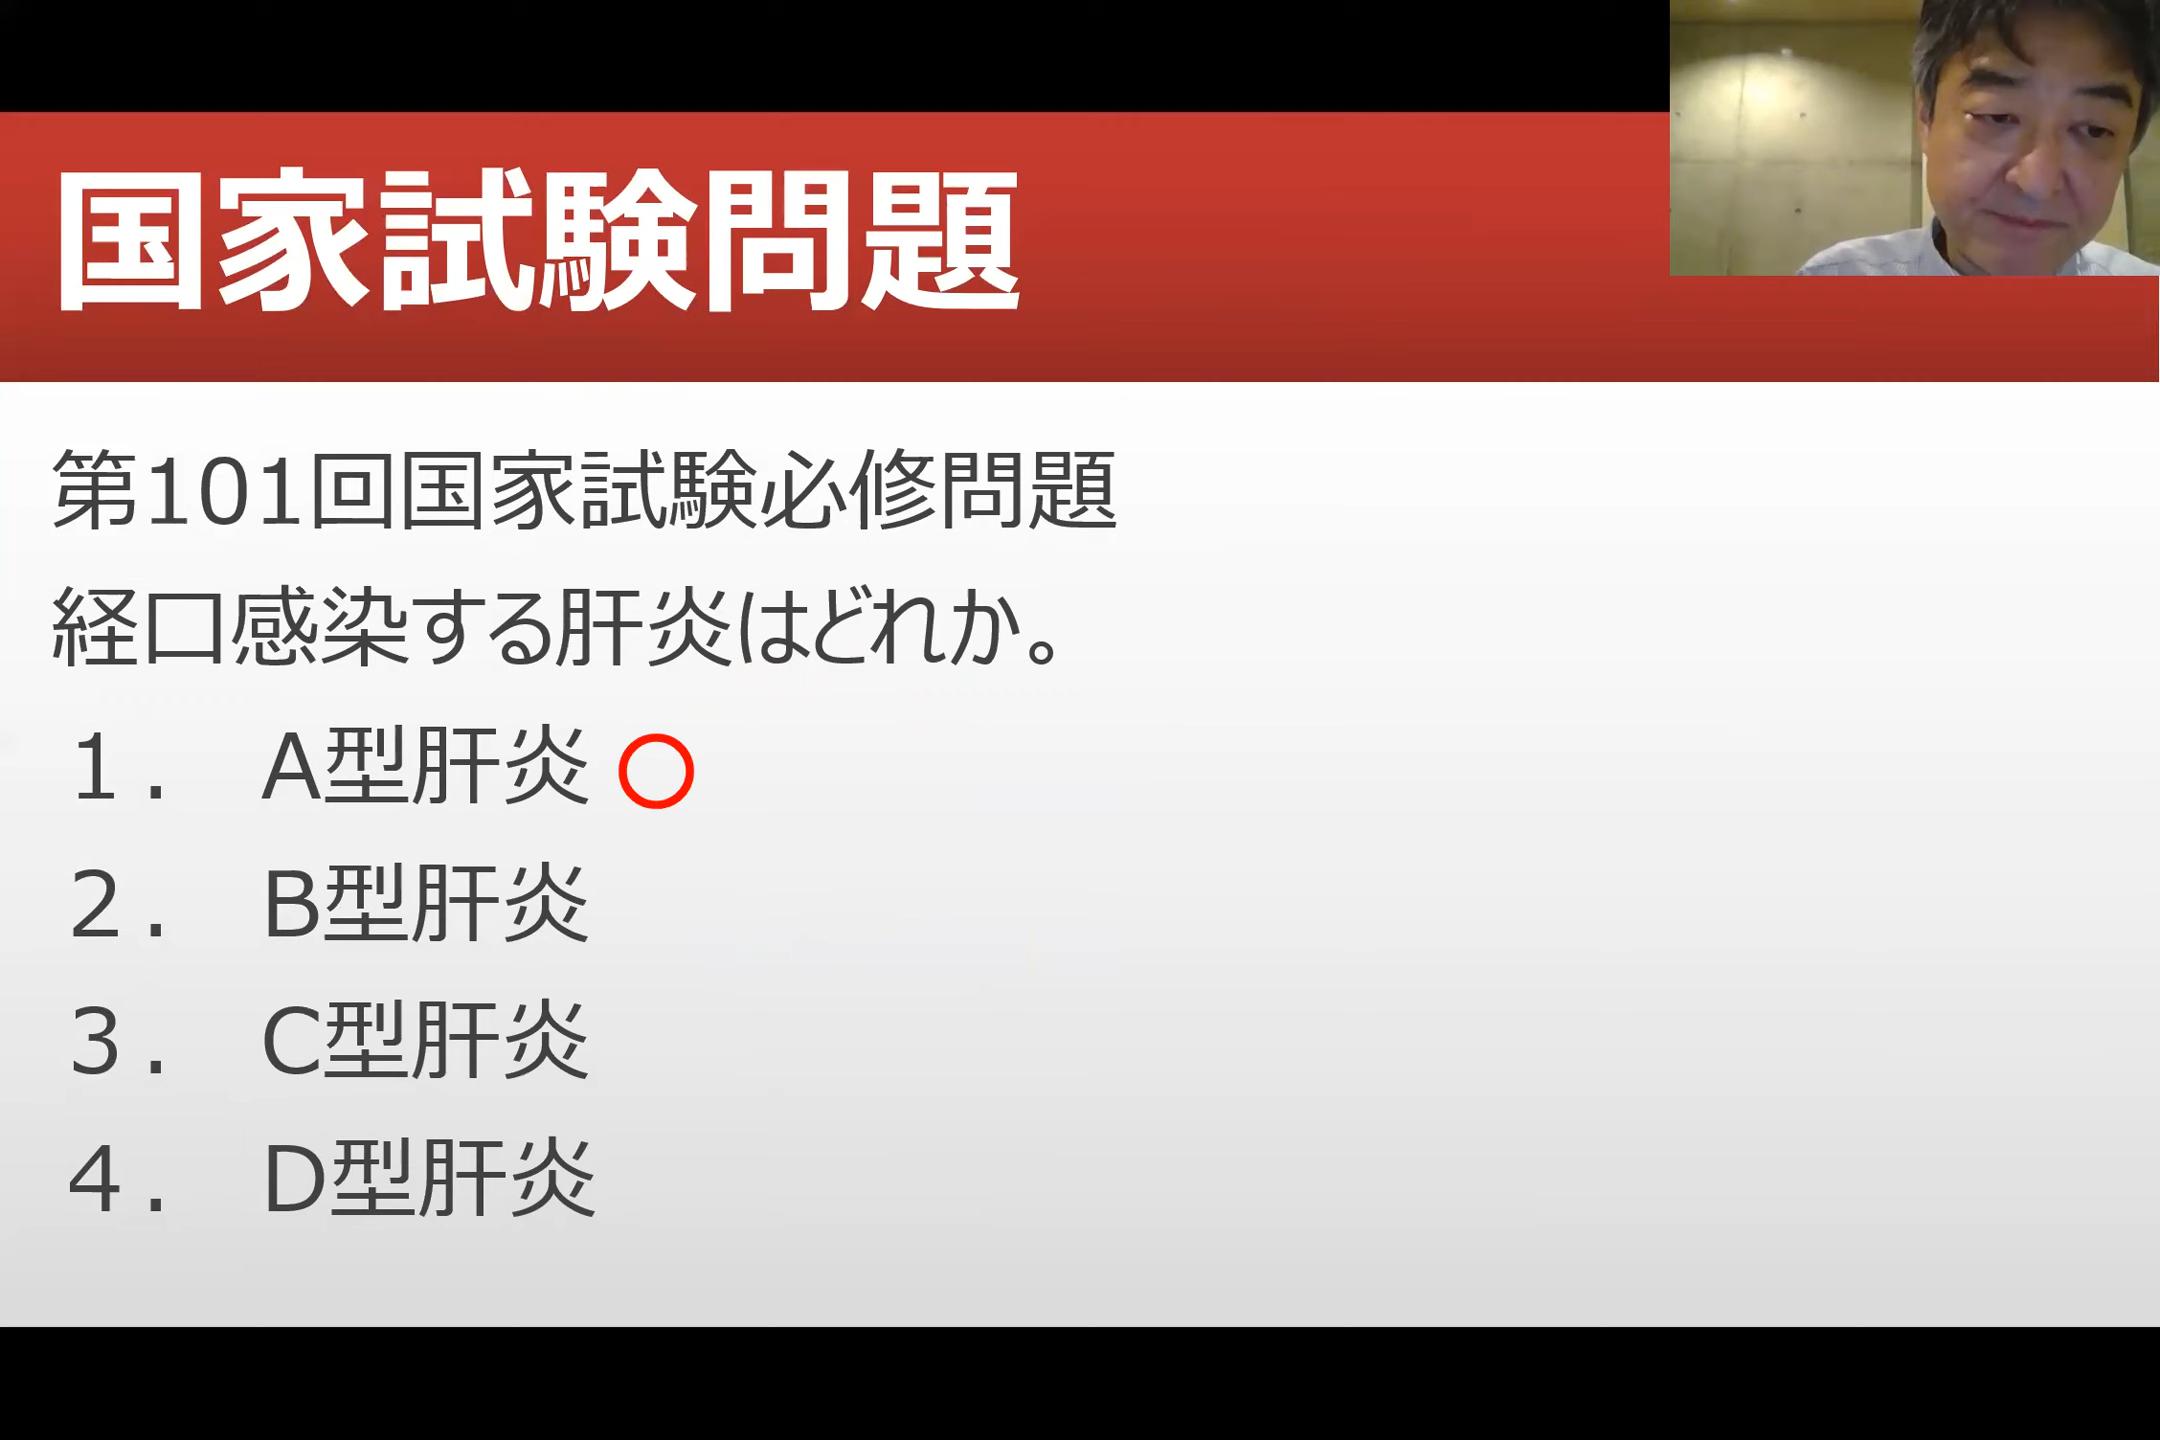 国家試験問題
第101回国家試験必修問題
経口感染する肝炎はどれか。
１．　A型肝炎 ○
２．　B型肝炎
３．　C型肝炎
４．　D型肝炎